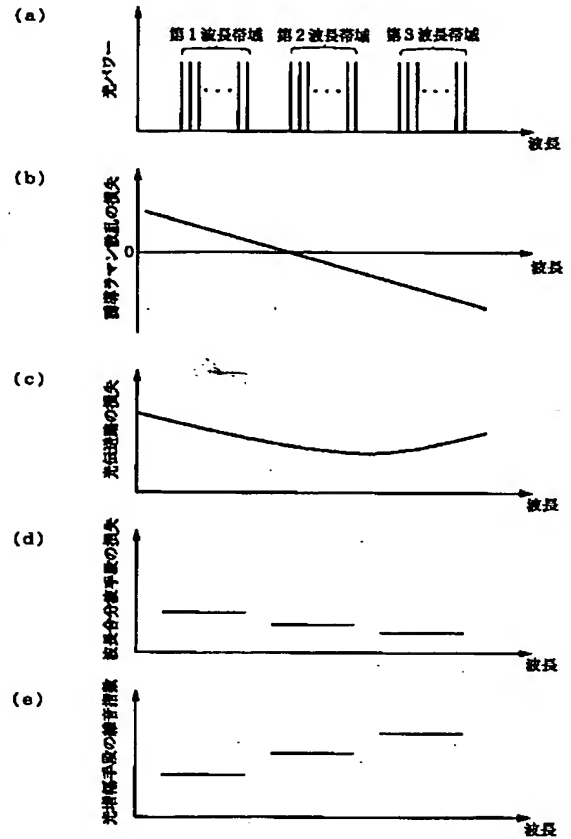 (a)
光パワー
第1波長帯域 第2波長帯域 第3波長帯域
波長
(b)
誘導ラマン散乱の損失
0
波長
(c)
光伝送路の損失
波長
(d)
波長合分波手段の損失
波長
(e)
光増幅手段の雑音指数
波長